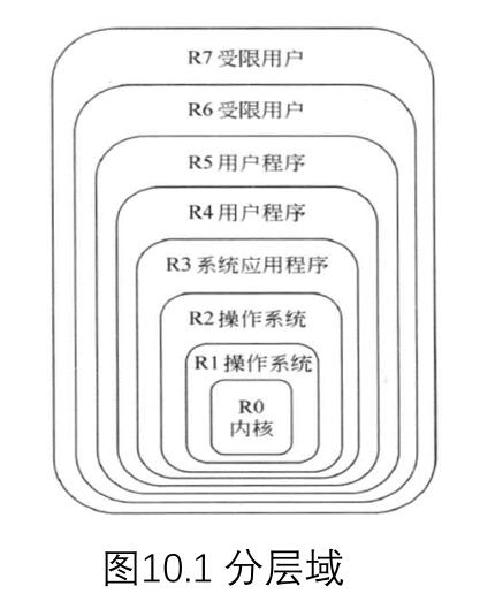 R7 受限用户
R6 受限用户
R5 用户程序
R4 用户程序
R3 系统应用程序
R2 操作系统
R1 操作系统
R0
内核
图10.1 分层域